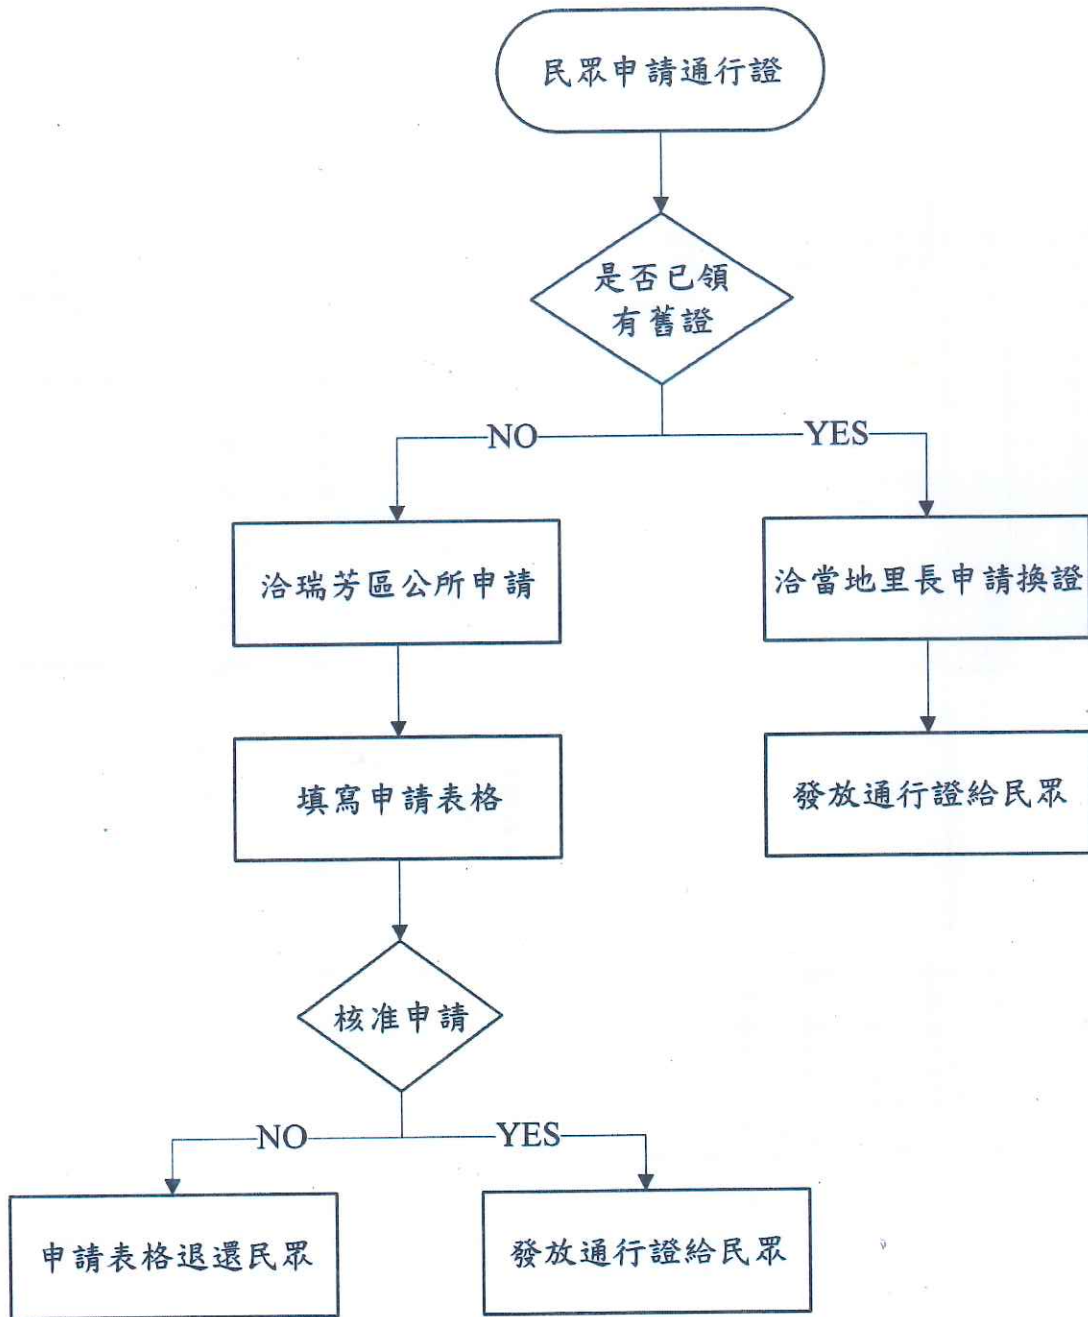 民眾申請通行證
是否已領
有舊證
NO
YES
洽瑞芳區公所申請
洽當地里長申請換證
填寫申請表格
發放通行證給民眾
核准申請
NO
YES
申請表格退還民眾
發放通行證給民眾